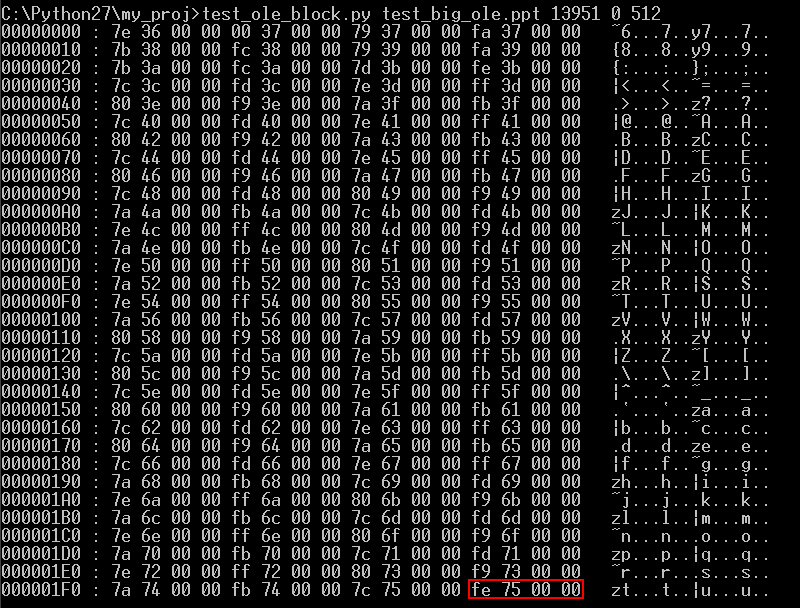 C:\Python27\my_proj>test_ole_block.py test_big_ole.ppt 13951 0 512
00000000 : 7e 36 00 00 00 37 00 00 79 37 00 00 fa 37 00 00   ~6...7..y7...7..
00000010 : 7b 38 00 00 fc 38 00 00 79 39 00 00 fa 39 00 00   {8...8..y9...9..
00000020 : 7b 3a 00 00 fc 3a 00 00 7d 3b 00 00 fe 3b 00 00   {:...:..};...;..
00000030 : 7c 3c 00 00 fd 3c 00 00 7e 3d 00 00 ff 3d 00 00   |<...<..~=...=..
00000040 : 80 3e 00 00 f9 3e 00 00 7a 3f 00 00 fb 3f 00 00   .>...>..z?...?..
00000050 : 7c 40 00 00 fd 40 00 00 7e 41 00 00 ff 41 00 00   |@...@..~A...A..
00000060 : 80 42 00 00 f9 42 00 00 7a 43 00 00 fb 43 00 00   .B...B..zC...C..
00000070 : 7c 44 00 00 fd 44 00 00 7e 45 00 00 ff 45 00 00   |D...D..~E...E..
00000080 : 80 46 00 00 f9 46 00 00 7a 47 00 00 fb 47 00 00   .F...F..zG...G..
00000090 : 7c 48 00 00 fd 48 00 00 80 49 00 00 f9 49 00 00   |H...H...I...I..
000000A0 : 7a 4a 00 00 fb 4a 00 00 7c 4b 00 00 fd 4b 00 00   zJ...J..|K...K..
000000B0 : 7e 4c 00 00 ff 4c 00 00 80 4d 00 00 f9 4d 00 00   ~L...L...M...M..
000000C0 : 7a 4e 00 00 fb 4e 00 00 7c 4f 00 00 fd 4f 00 00   zN...N..|O...O..
000000D0 : 7e 50 00 00 ff 50 00 00 80 51 00 00 f9 51 00 00   ~P...P...Q...Q..
000000E0 : 7a 52 00 00 fb 52 00 00 7c 53 00 00 fd 53 00 00   zR...R..|S...S..
000000F0 : 7e 54 00 00 ff 54 00 00 80 55 00 00 f9 55 00 00   ~T...T...U...U..
00000100 : 7a 56 00 00 fb 56 00 00 7c 57 00 00 fd 57 00 00   zV...V..|W...W..
00000110 : 80 58 00 00 f9 58 00 00 7a 59 00 00 fb 59 00 00   .X...X..zY...Y..
00000120 : 7c 5a 00 00 fd 5a 00 00 7e 5b 00 00 ff 5b 00 00   |Z...Z..~[...[..
00000130 : 80 5c 00 00 f9 5c 00 00 7a 5d 00 00 fb 5d 00 00   .\...\..z]...]..
00000140 : 7c 5e 00 00 fd 5e 00 00 7e 5f 00 00 ff 5f 00 00   |^...^..~_..._..
00000150 : 80 60 00 00 f9 60 00 00 7a 61 00 00 fb 61 00 00   .`...`..za...a..
00000160 : 7c 62 00 00 fd 62 00 00 7e 63 00 00 ff 63 00 00   |b...b..~c...c..
00000170 : 80 64 00 00 f9 64 00 00 7a 65 00 00 fb 65 00 00   .d...d..ze...e..
00000180 : 7c 66 00 00 fd 66 00 00 7e 67 00 00 ff 67 00 00   |f...f..~g...g..
00000190 : 7a 68 00 00 fb 68 00 00 7c 69 00 00 fd 69 00 00   zh...h..|i...i..
000001A0 : 7e 6a 00 00 ff 6a 00 00 80 6b 00 00 f9 6b 00 00   ~j...j...k...k..
000001B0 : 7a 6c 00 00 fb 6c 00 00 7c 6d 00 00 fd 6d 00 00   zl...l..|m...m..
000001C0 : 7e 6e 00 00 ff 6e 00 00 80 6f 00 00 f9 6f 00 00   ~n...n...o...o..
000001D0 : 7a 70 00 00 fb 70 00 00 7c 71 00 00 fd 71 00 00   zp...p..|q...q..
000001E0 : 7e 72 00 00 ff 72 00 00 80 73 00 00 f9 73 00 00   ~r...r...s...s..
000001F0 : 7a 74 00 00 fb 74 00 00 7c 75 00 00 fe 75 00 00   zt...t..|u...u..